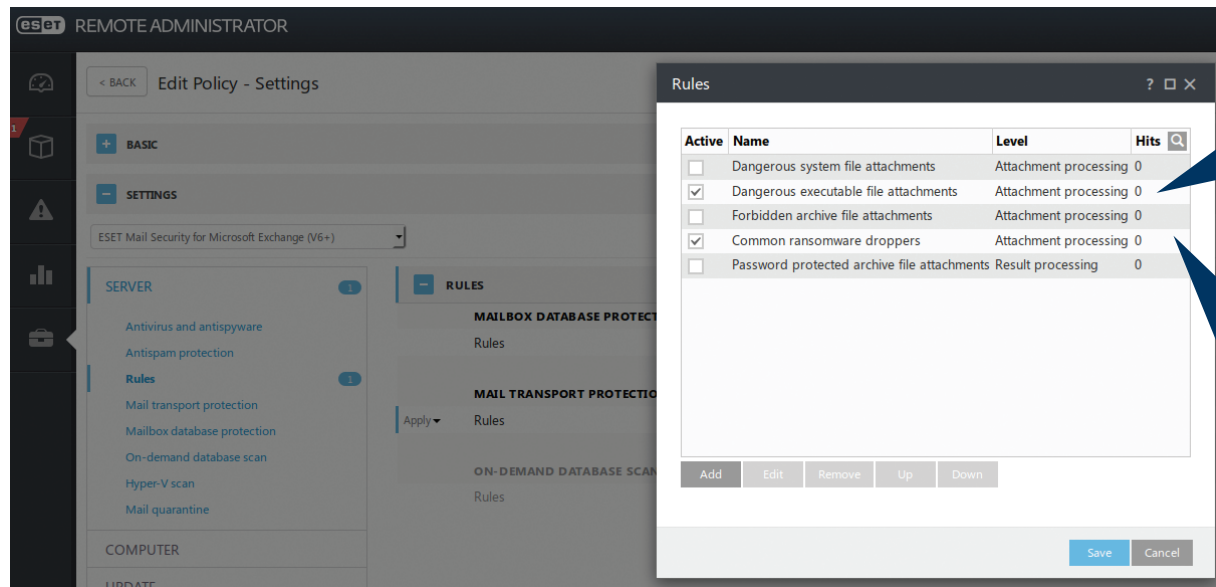 eset REMOTE ADMINISTRATOR
< BACK Edit Policy - Settings
1
+ BASIC
- SETTINGS
ESET Mail Security for Microsoft Exchange (V6+)
SERVER 1
Antivirus and antispyware
Antispam protection
Rules 1
Mail transport protection
Mailbox database protection
On-demand database scan
Hyper-V scan
Mail quarantine
COMPUTER
UPDATE
- RULES
MAILBOX DATABASE PROTECT
Rules
MAIL TRANSPORT PROTECTIO
Apply Rules
ON-DEMAND DATABASE SCAN
Rules
Rules ?
Active Name Level Hits
Dangerous system file attachments Attachment processing 0
Dangerous executable file attachments Attachment processing 0
Forbidden archive file attachments Attachment processing 0
Common ransomware droppers Attachment processing 0
Password protected archive file attachments Result processing 0
Add Edit Remove Up Down
Save Cancel